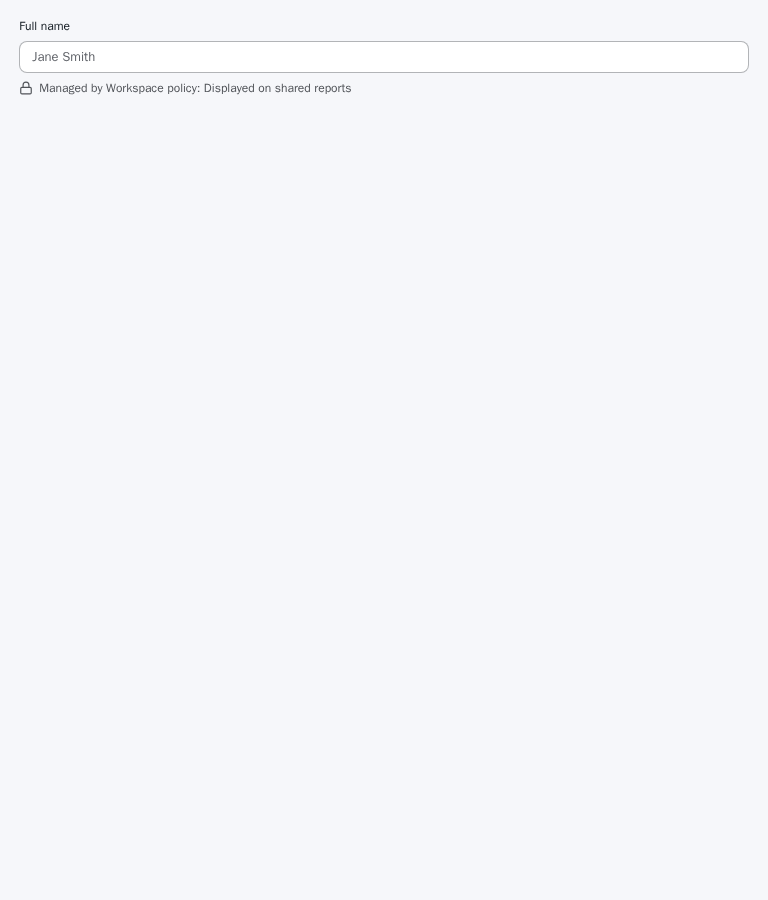 Full name
Jane Smith
Managed by Workspace policy: Displayed on shared reports